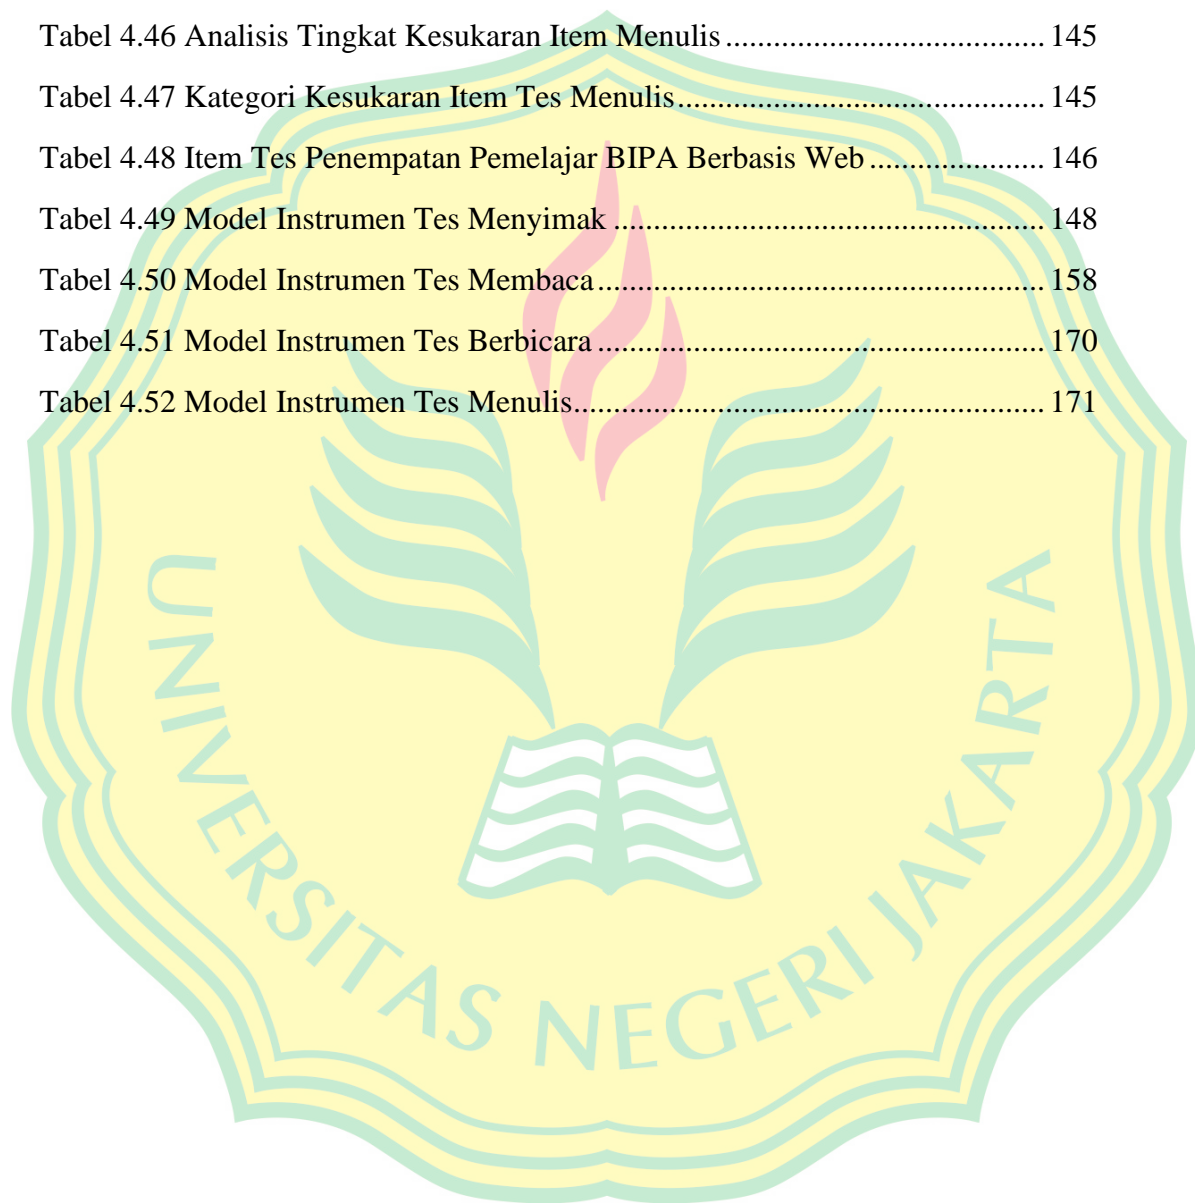 Tabel 4.46 Analisis Tingkat Kesukaran Item Menulis ....................................... 145
Tabel 4.47 Kategori Kesukaran Item Tes Menulis............................................. 145
Tabel 4.48 Item Tes Penempatan Pemelajar BIPA Berbasis Web ..................... 146
Tabel 4.49 Model Instrumen Tes Menyimak ..................................................... 148
Tabel 4.50 Model Instrumen Tes Membaca....................................................... 158
Tabel 4.51 Model Instrumen Tes Berbicara ....................................................... 170
Tabel 4.52 Model Instrumen Tes Menulis.......................................................... 171
UNIVERSITAS NEGERI JAKARTA